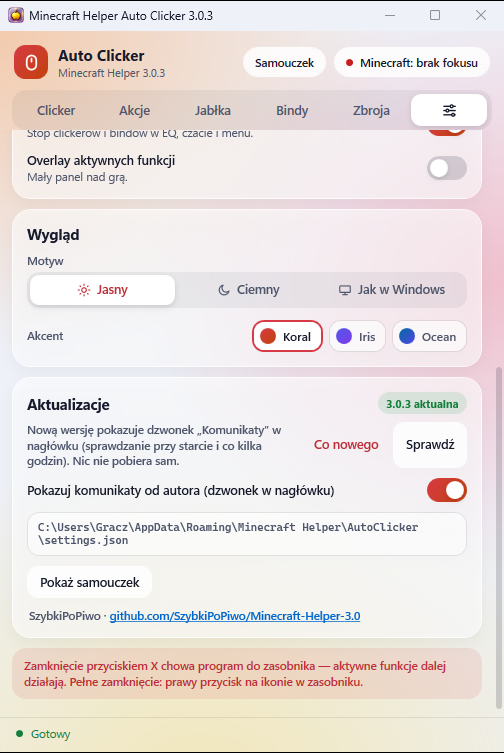 Minecraft Helper Auto Clicker 3.0.3
Auto Clicker
Minecraft Helper 3.0.3
Samouczek
Minecraft: brak fokusu
Clicker
Akcje
Jabłka
Bindy
Zbroja
Stop clickerów i bindów w EQ, czacie i menu.
Overlay aktywnych funkcji
Mały panel nad grą.
Wygląd
Motyw
Jasny
Ciemny
Jak w Windows
Akcent
Koral
Iris
Ocean
Aktualizacje
3.0.3 aktualna
Nową wersję pokazuje dzwonek „Komunikaty” w
nagłówku (sprawdzanie przy starcie i co kilka
godzin). Nic nie pobiera sam.
Co nowego
Sprawdź
Pokazuj komunikaty od autora (dzwonek w nagłówku)
C:\Users\Gracz\AppData\Roaming\Minecraft Helper\AutoClicker
\settings.json
Pokaż samouczek
SzybkiPoPiwo · github.com/SzybkiPoPiwo/Minecraft-Helper-3.0
Zamknięcie przyciskiem X chowa program do zasobnika — aktywne funkcje dalej
działają. Pełne zamknięcie: prawy przycisk na ikonie w zasobniku.
Gotowy